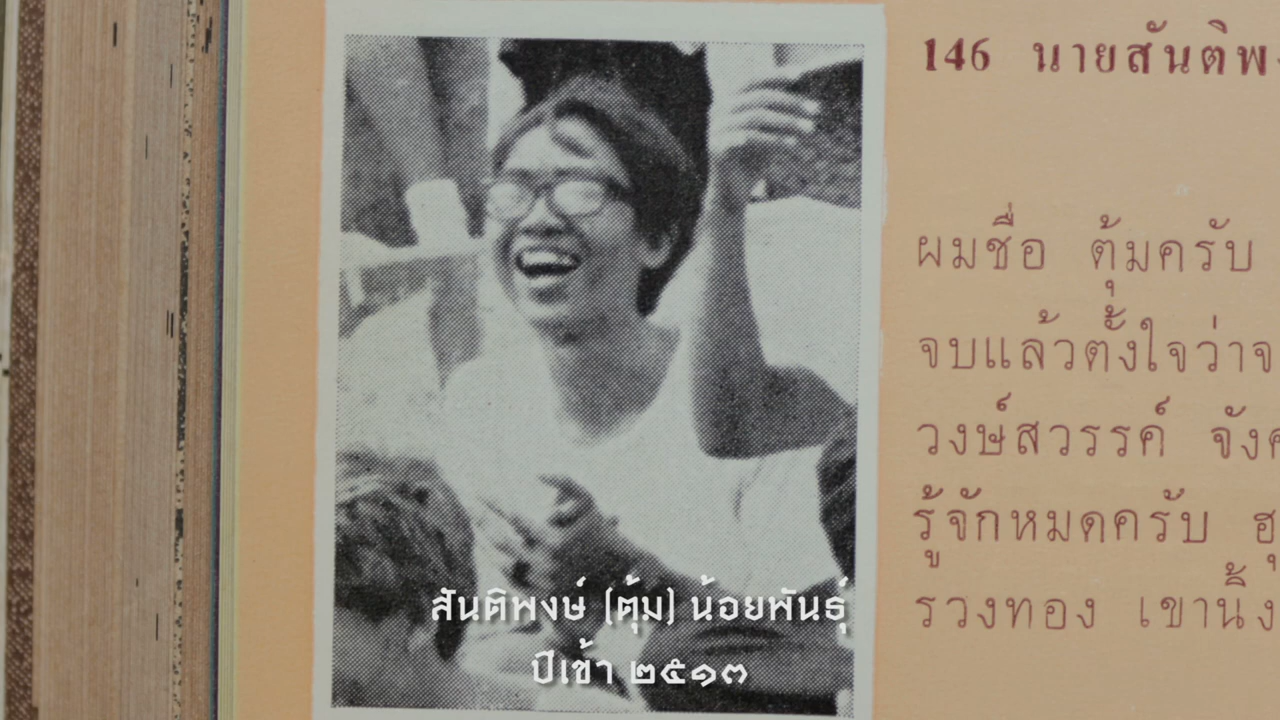 146 นายสันติพ
ผมชื่อ ตุ้มครับ
จบแล้วตั้งใจว่าจ
วงษ์สวรรค์ จัง
รู้จักหมดครับ ฮุ
รวงทอง เขานิ้ง
สันติพงษ์ (ตุ้ม) น้อยพันธุ์
ปีเข้า ๒๕๑๓